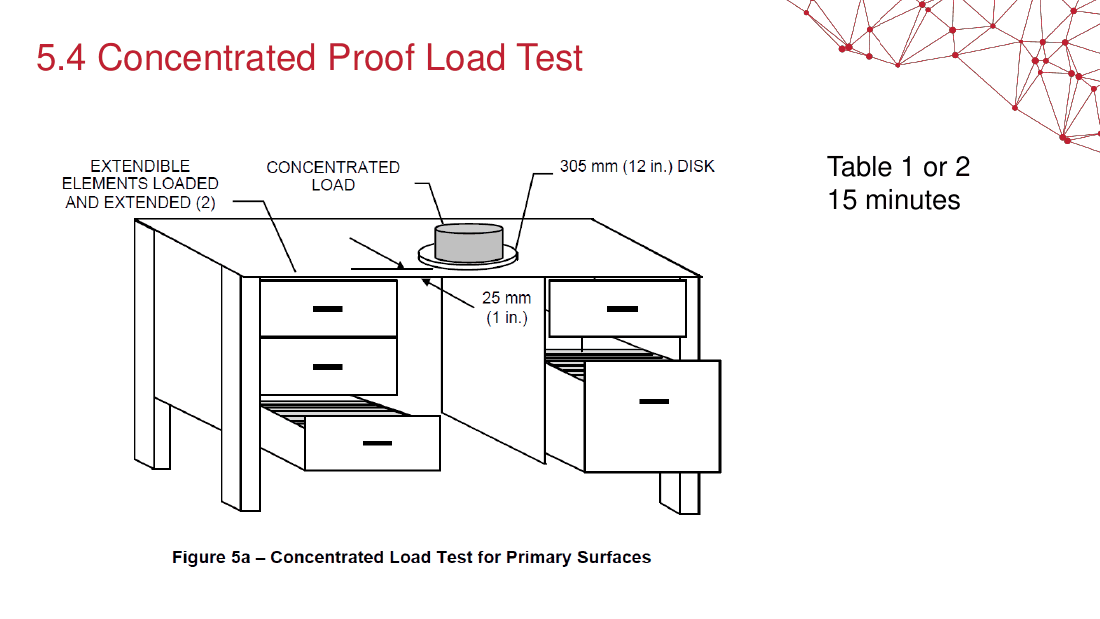 5.4 Concentrated Proof Load Test
EXTENDIBLE
ELEMENTS LOADED
AND EXTENDED (2)
CONCENTRATED
LOAD
305 mm (12 in.) DISK
Table 1 or 2
15 minutes
25 mm
(1 in.)
Figure 5a – Concentrated Load Test for Primary Surfaces